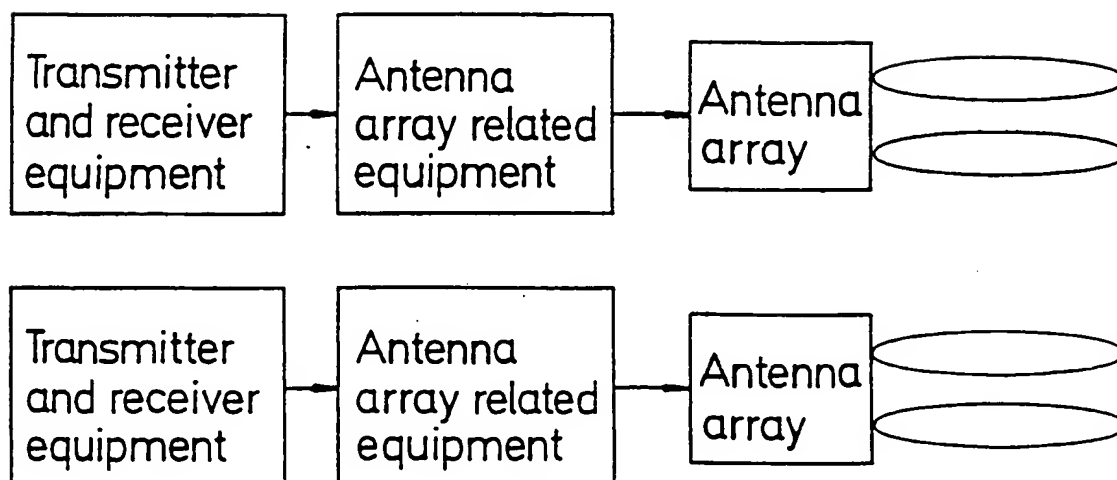 Transmitter
and receiver
equipment
Antenna
array related
equipment
Antenna
array
Transmitter
and receiver
equipment
Antenna
array related
equipment
Antenna
array